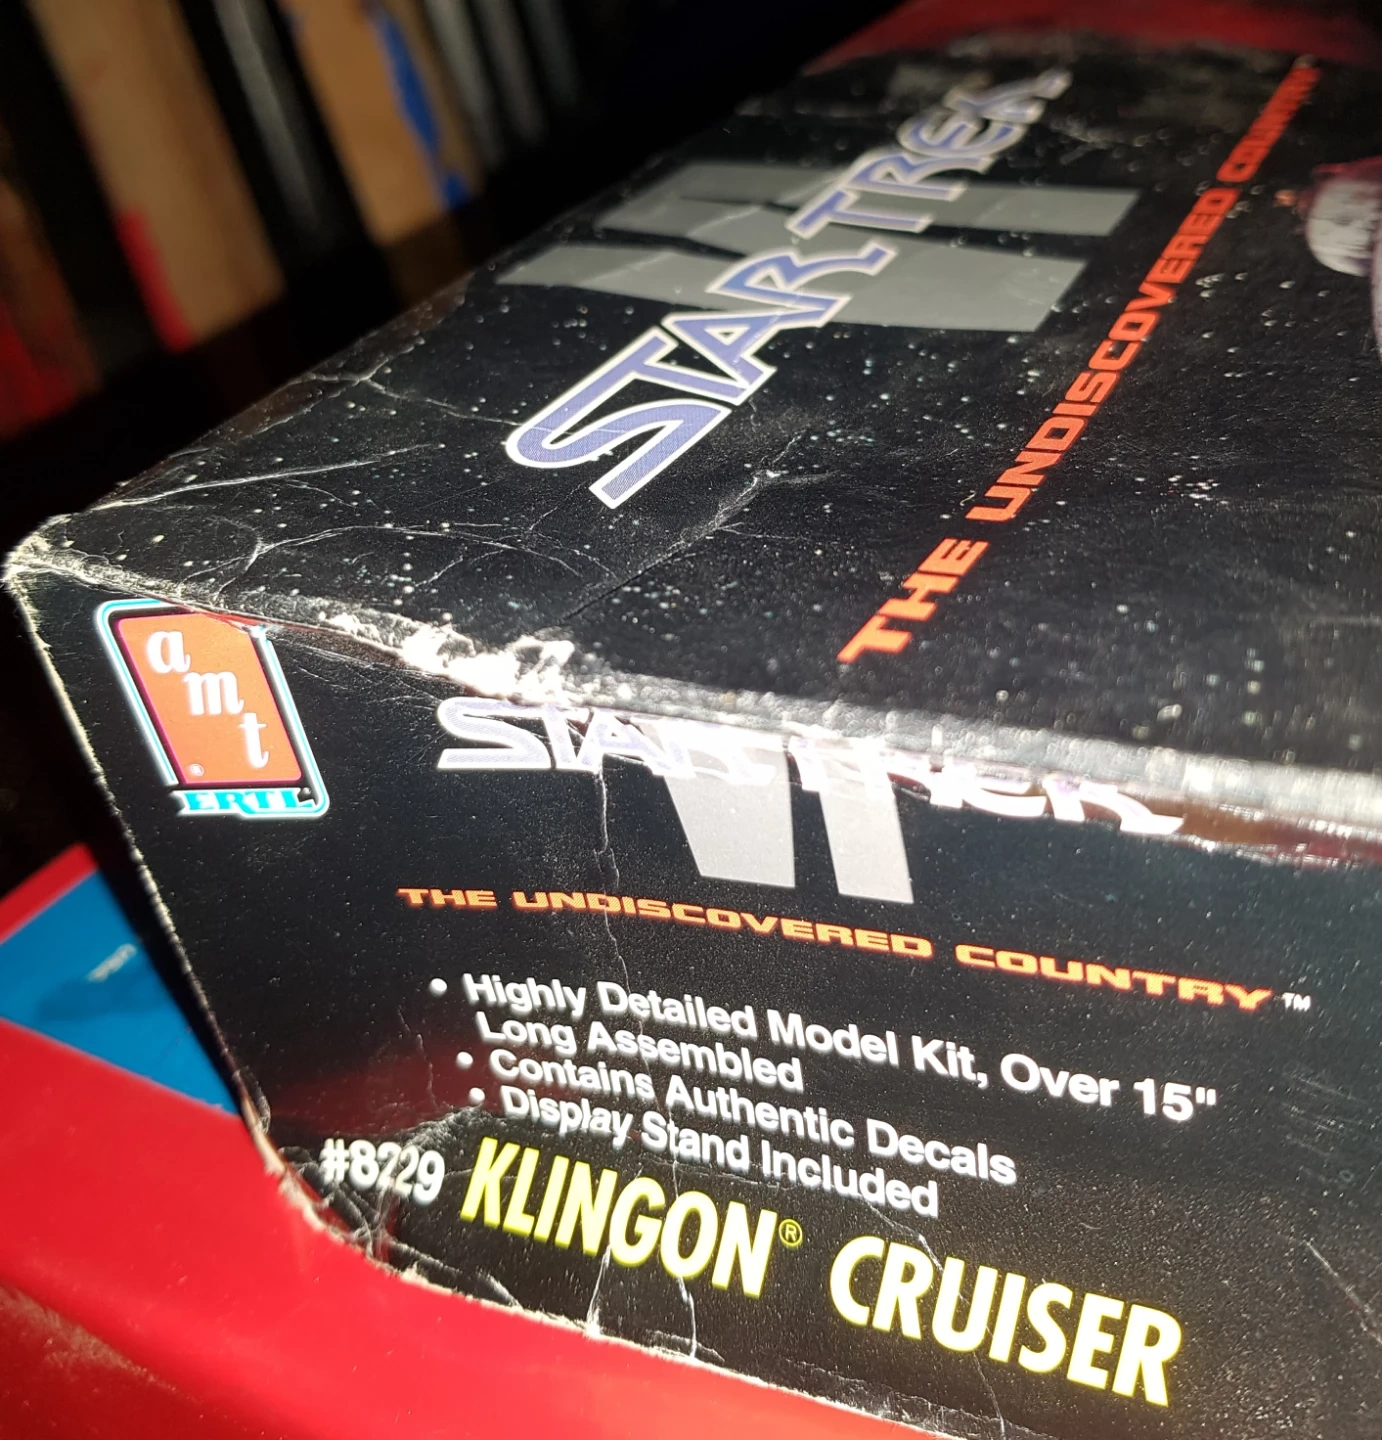 STAR TREK
VI
THE UNDISCOVERED COUNTRY
amt
®
ERTL
STAR TREK
VI
THE UNDISCOVERED COUNTRY™
• Highly Detailed Model Kit, Over 15"
Long Assembled
• Contains Authentic Decals
• Display Stand Included
#8229 KLINGON® CRUISER